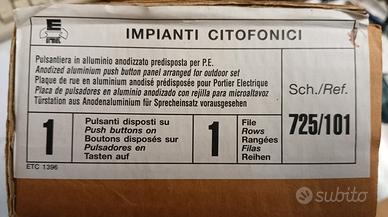 E
IMPIANTI CITOFONICI
Pulsantiera in alluminio anodizzato predisposta per P.E.
Anodized aluminium push button panel arranged for outdoor set
Plaque de rue en aluminium anodisé prédisposée pour Portier Electrique
Placa de pulsadores en aluminio anodizado con rejilla para microaltavoz
Türstation aus Anodenaluminium für Sprecheinsatz vorausgesehen
Sch./Ref.
725/101
1
Pulsanti disposti su
Push buttons on
Boutons disposés sur
Pulsadores en
Tasten auf
1
File
Rows
Rangées
Filas
Reihen
ETC 1396
subito